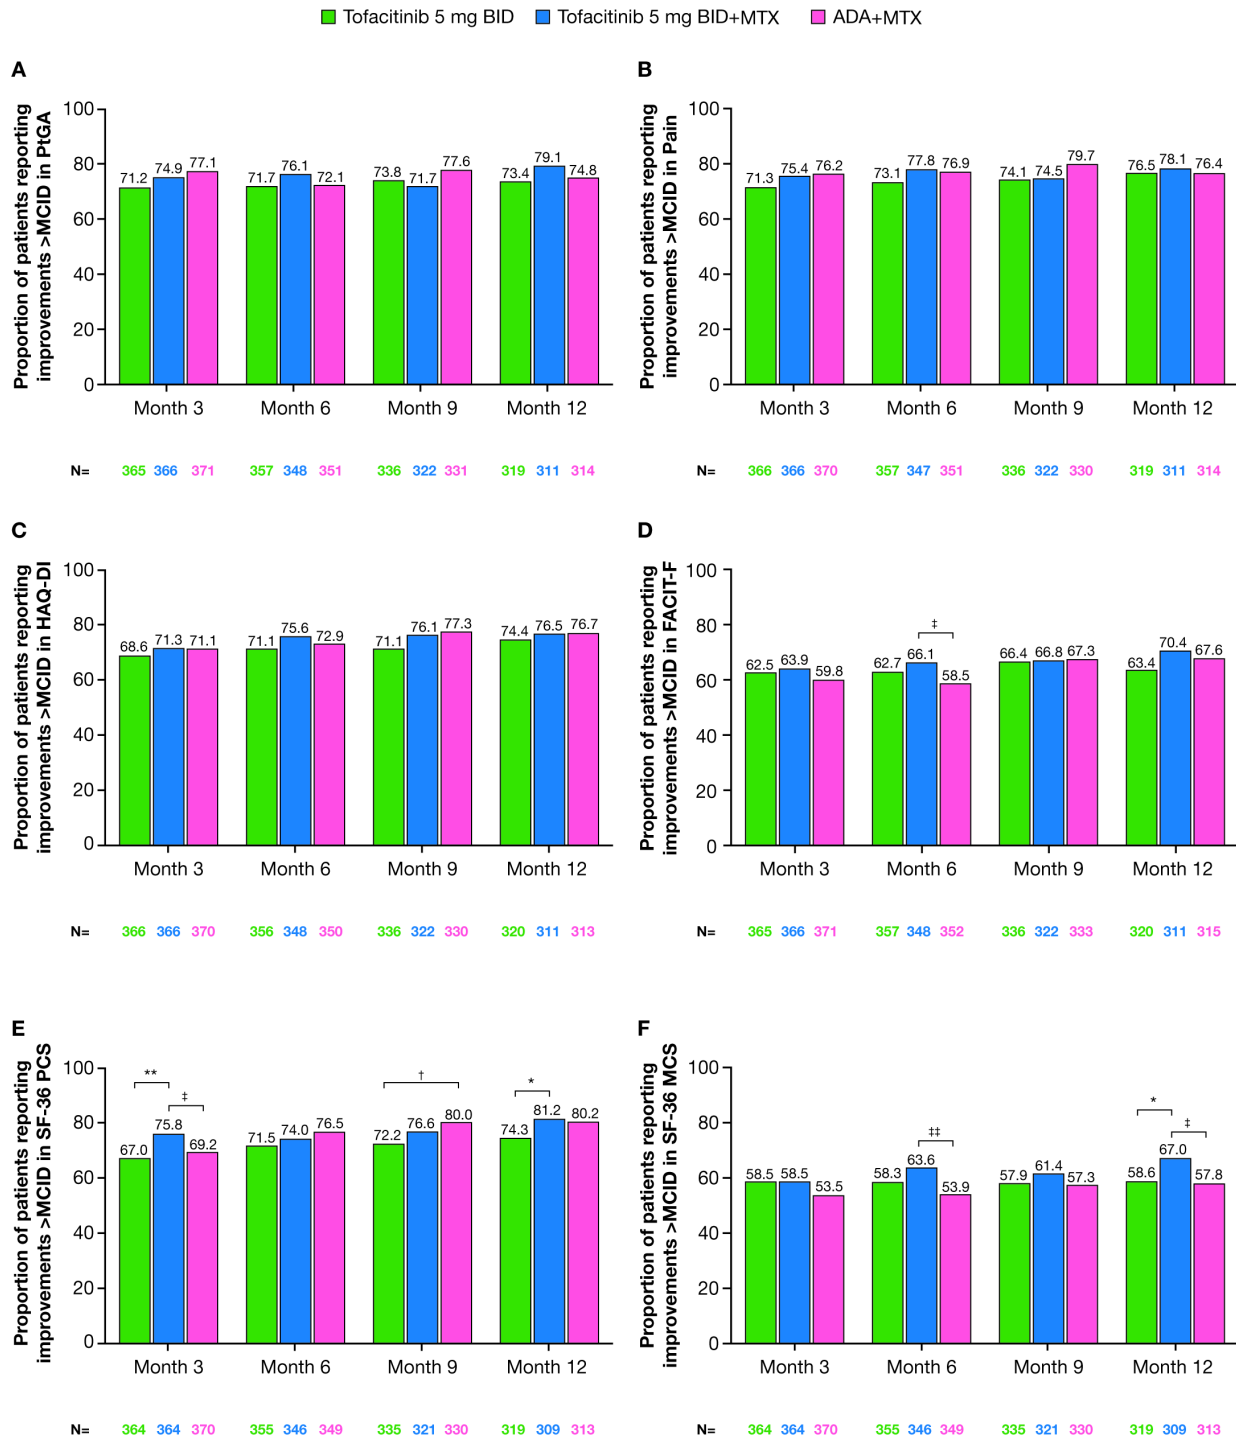 Tofacitinib 5 mg BID Tofacitinib 5 mg BID+MTX ADA+MTX
A
Proportion of patients reporting
improvements >MCID in PtGA
100
80
60
40
20
0
71.2 74.9 77.1
71.7 76.1 72.1
73.8 71.7 77.6
73.4 79.1 74.8
Month 3 Month 6 Month 9 Month 12
N= 365 366 371 357 348 351 336 322 331 319 311 314
B
Proportion of patients reporting
improvements >MCID in Pain
100
80
60
40
20
0
71.3 75.4 76.2
73.1 77.8 76.9
74.1 74.5 79.7
76.5 78.1 76.4
Month 3 Month 6 Month 9 Month 12
N= 366 366 370 357 347 351 336 322 330 319 311 314
C
Proportion of patients reporting
improvements >MCID in HAQ-DI
100
80
60
40
20
0
68.6 71.3 71.1
71.1 75.6 72.9
71.1 76.1 77.3
74.4 76.5 76.7
Month 3 Month 6 Month 9 Month 12
N= 366 366 370 356 348 350 336 322 330 320 311 313
D
Proportion of patients reporting
improvements >MCID in FACIT-F
100
80
60
40
20
0
62.5 63.9 59.8
‡
62.7 66.1 58.5
66.4 66.8 67.3
63.4 70.4 67.6
Month 3 Month 6 Month 9 Month 12
N= 365 366 371 357 348 352 336 322 333 320 311 315
E
Proportion of patients reporting
improvements >MCID in SF-36 PCS
100
80
60
40
20
0
**
‡
67.0 75.8 69.2
71.5 74.0 76.5
†
72.2 76.6 80.0
*
74.3 81.2 80.2
Month 3 Month 6 Month 9 Month 12
N= 364 364 370 355 346 349 335 321 330 319 309 313
F
Proportion of patients reporting
improvements >MCID in SF-36 MCS
100
80
60
40
20
0
58.5 58.5 53.5
‡‡
58.3 63.6 53.9
57.9 61.4 57.3
*
‡
58.6 67.0 57.8
Month 3 Month 6 Month 9 Month 12
N= 364 364 370 355 346 349 335 321 330 319 309 313